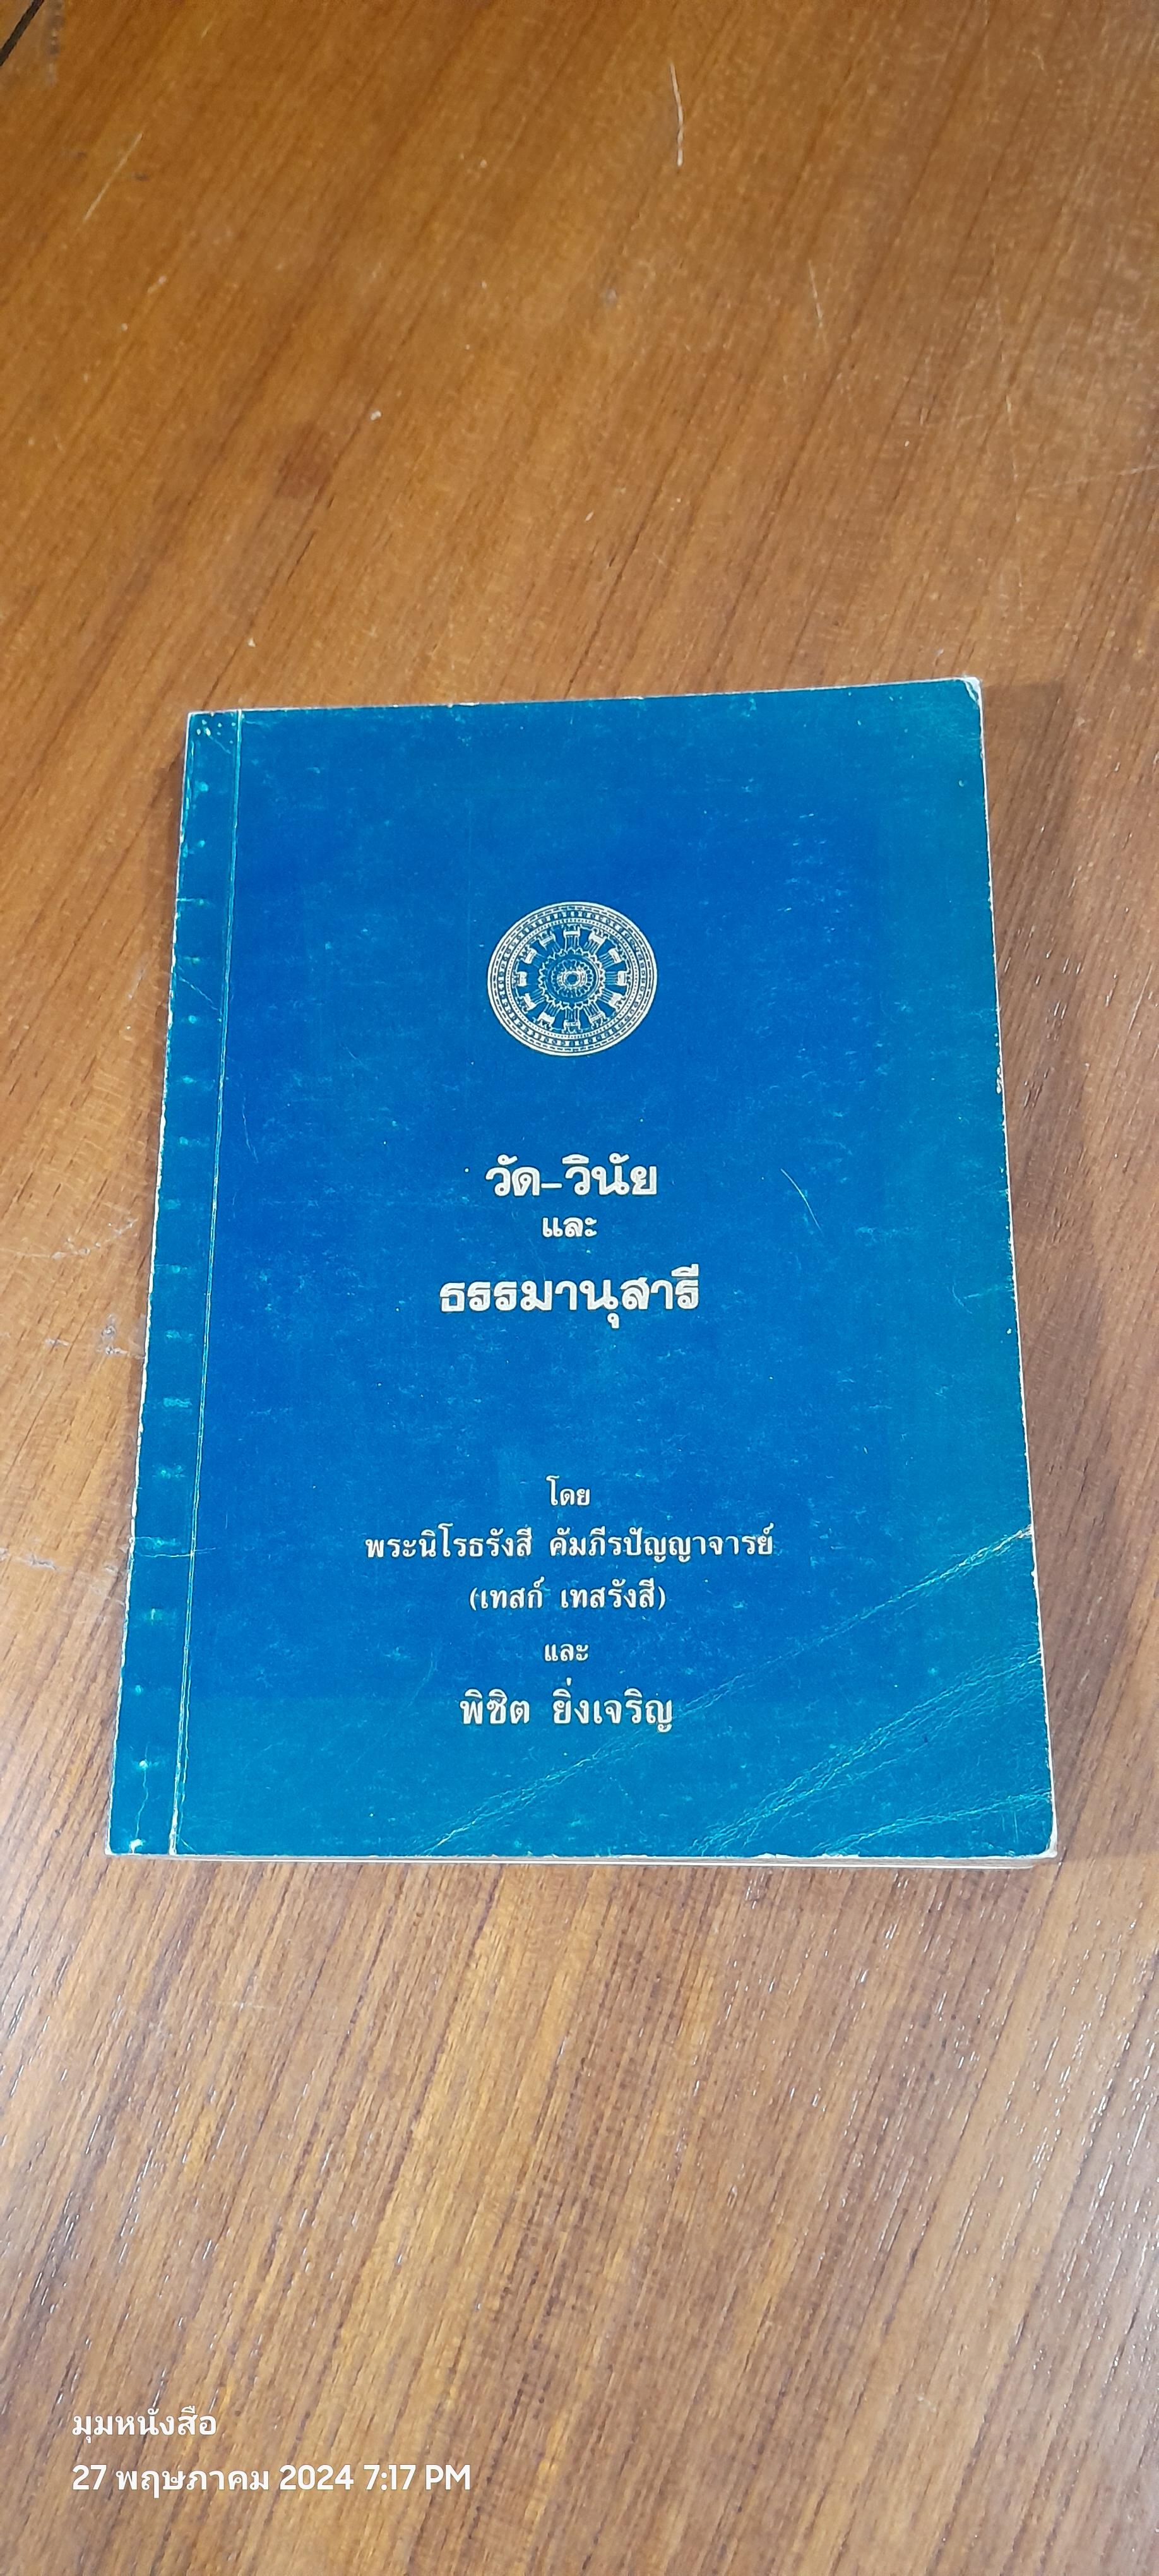 วัด-วินัย
และ
ธรรมานุสารี
โดย
พระนิโรธรังสี คัมภีรปัญญาจารย์
(เทสก์ เทสรังสี)
และ
พิชิต ยิ่งเจริญ
มุมหนังสือ
27 พฤษภาคม 2024 7:17 PM